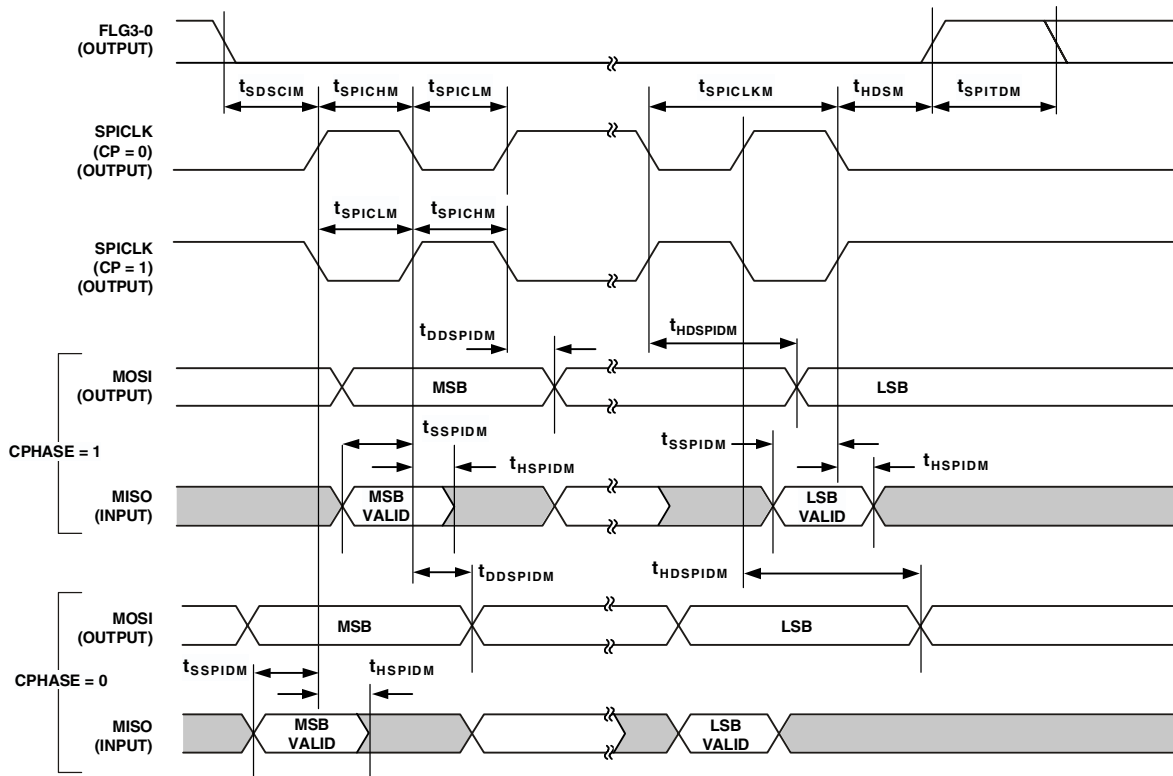 FLG3-0
(OUTPUT)
tSDSCIM tSPICHM tSPICLM tSPICLKM tHDSM tSPITDM
SPICLK
(CP = 0)
(OUTPUT)
tSPICLM tSPICHM
SPICLK
(CP = 1)
(OUTPUT)
tDDSPIDM tHDSPIDM
MOSI
(OUTPUT)
MSB LSB
CPHASE = 1
tSSPIDM tSSPIDM
tHSPIDM tHSPIDM
MISO
(INPUT)
MSB
VALID
LSB
VALID
tDDSPIDM tHDSPIDM
MOSI
(OUTPUT)
MSB LSB
CPHASE = 0
tSSPIDM tHSPIDM
MISO
(INPUT)
MSB
VALID
LSB
VALID